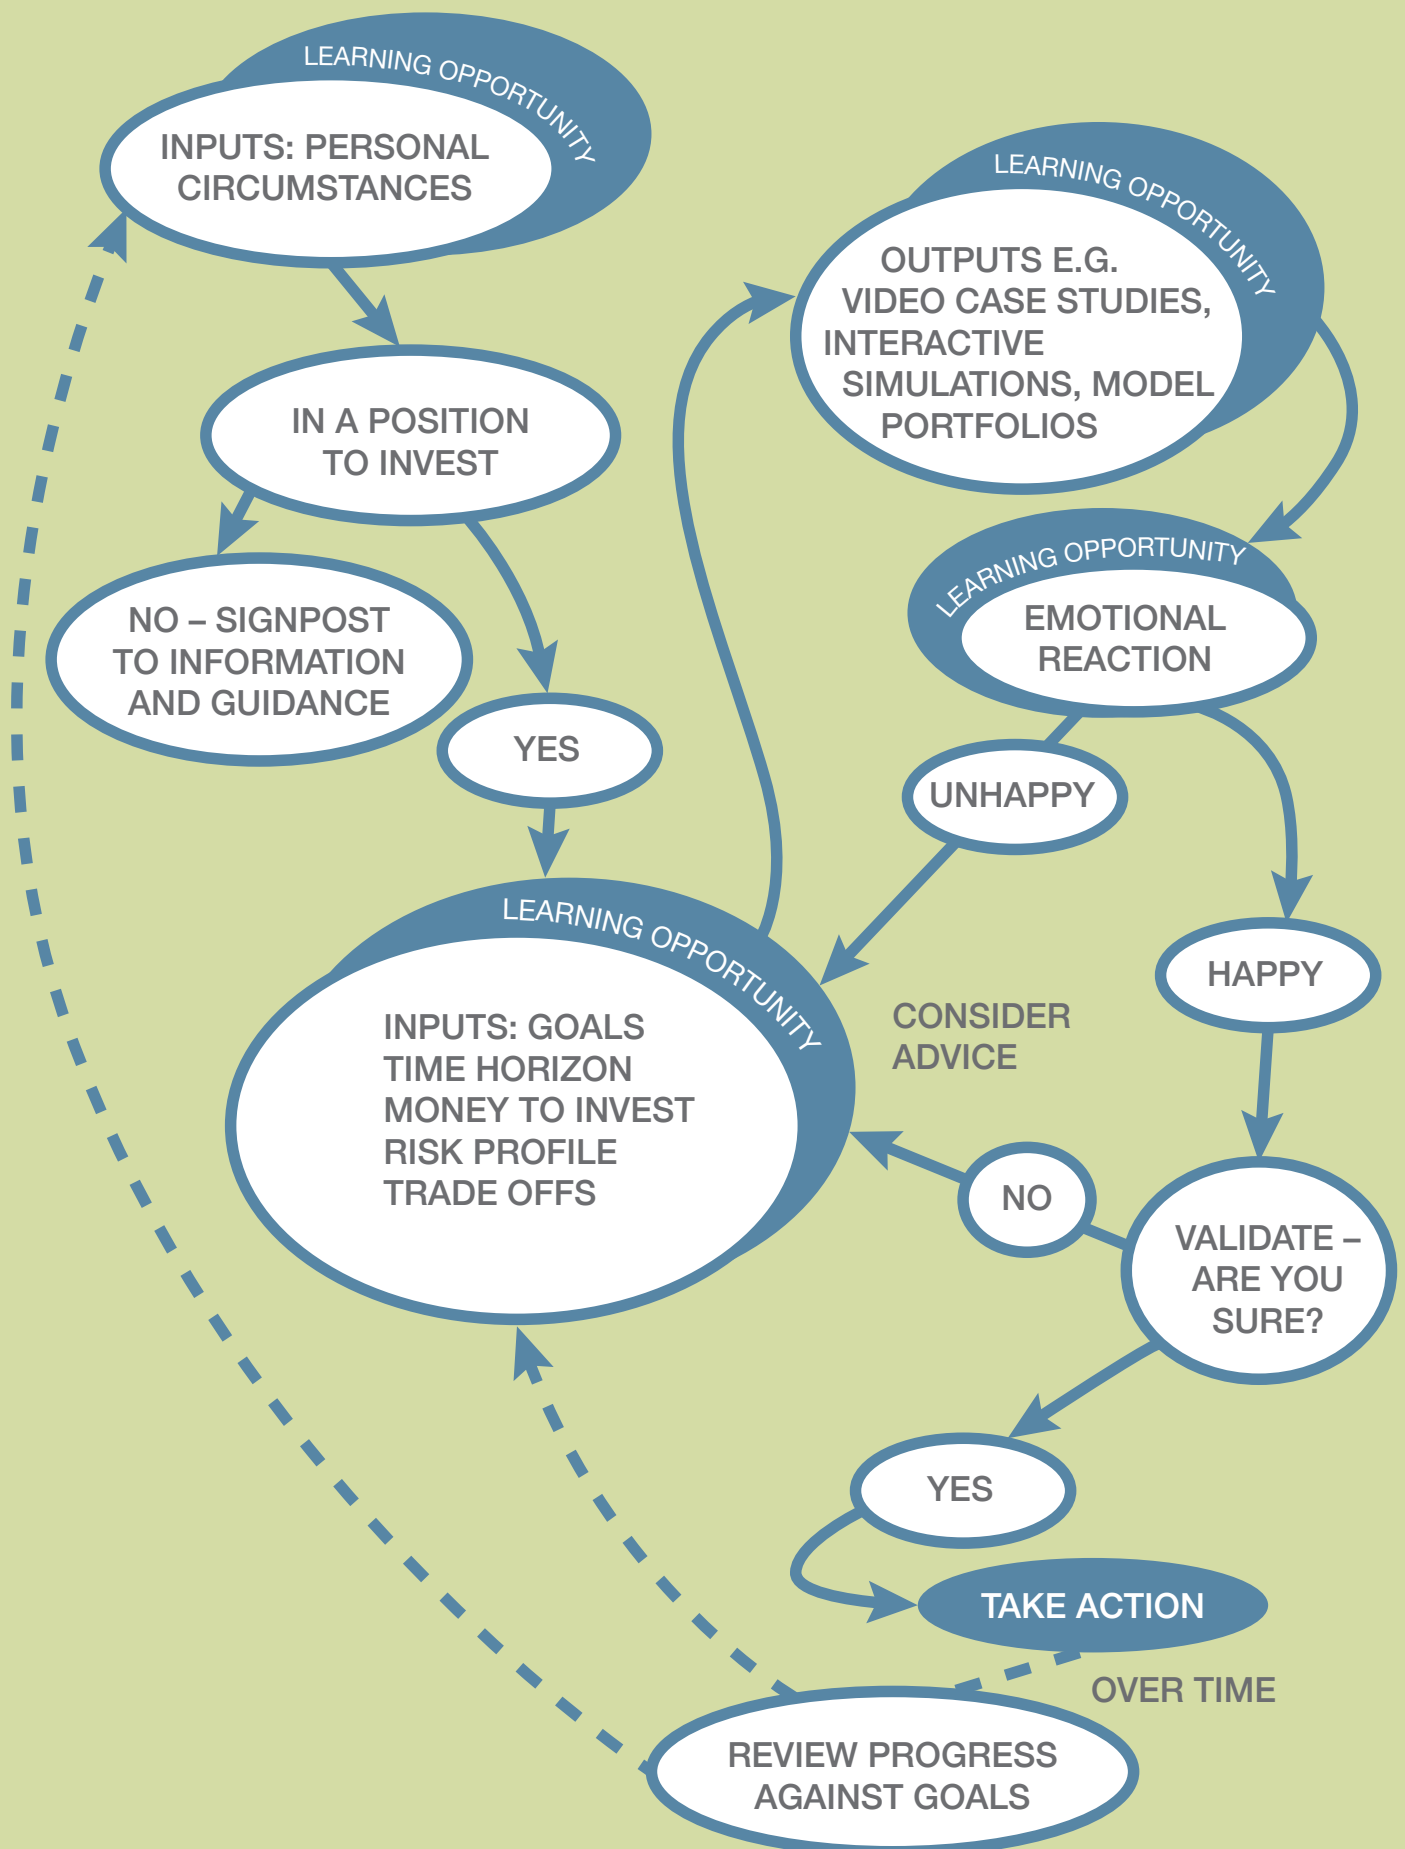 LEARNING OPPORTUNITY
INPUTS: PERSONAL
CIRCUMSTANCES
IN A POSITION
TO INVEST
NO – SIGNPOST
TO INFORMATION
AND GUIDANCE
YES
LEARNING OPPORTUNITY
INPUTS: GOALS
TIME HORIZON
MONEY TO INVEST
RISK PROFILE
TRADE OFFS
LEARNING OPPORTUNITY
OUTPUTS E.G.
VIDEO CASE STUDIES,
INTERACTIVE
SIMULATIONS, MODEL
PORTFOLIOS
LEARNING OPPORTUNITY
EMOTIONAL
REACTION
UNHAPPY
HAPPY
CONSIDER
ADVICE
NO
VALIDATE –
ARE YOU
SURE?
YES
TAKE ACTION
OVER TIME
REVIEW PROGRESS
AGAINST GOALS